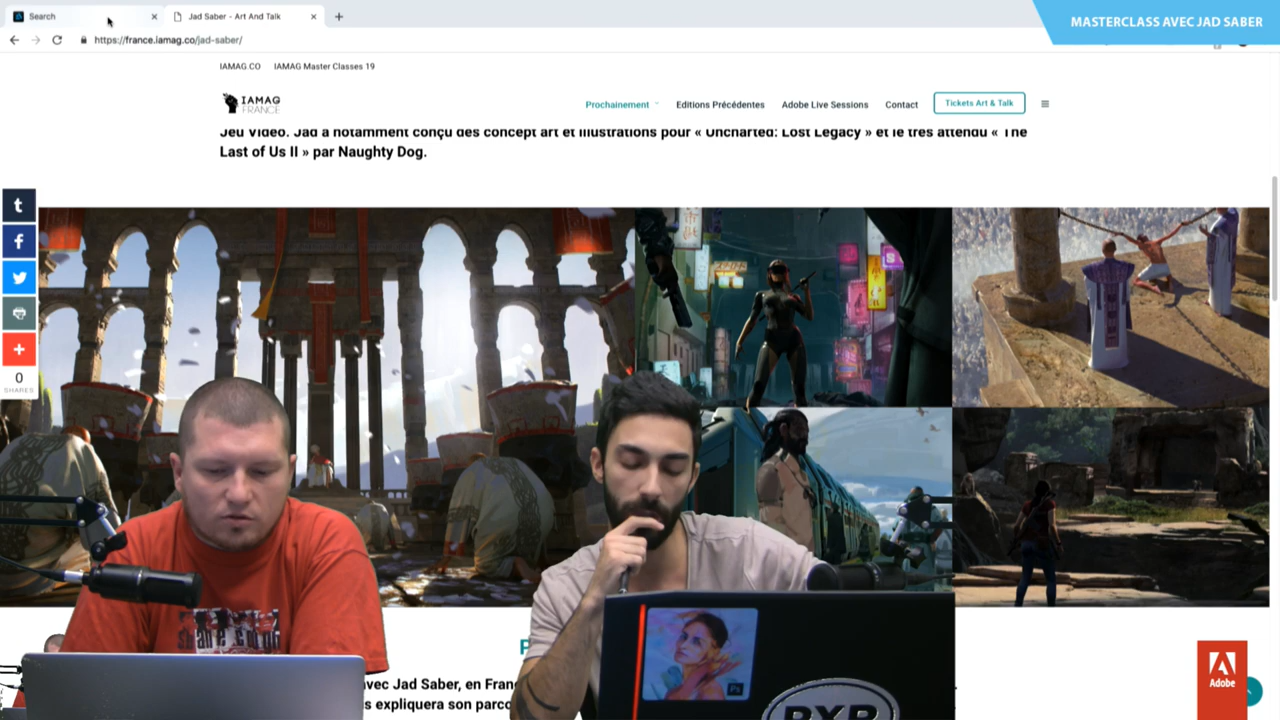 Search
Jad Saber - Art And Talk
MASTERCLASS AVEC JAD SABER
https://france.iamag.co/jad-saber/
IAMAG.CO IAMAG Master Classes 19
IAMAG
FRANCE
Prochainement
Editions Précédentes
Adobe Live Sessions
Contact
Tickets Art & Talk
Jeu Vidéo. Jad a notamment conçu des concept art et illustrations pour « Uncharted: Lost Legacy » et le très attendu « The
Last of Us II » par Naughty Dog.
t
f
+
0
SHARES
S
P
avec Jad Saber, en Fran
s expliquera son parco
Ps
Adobe